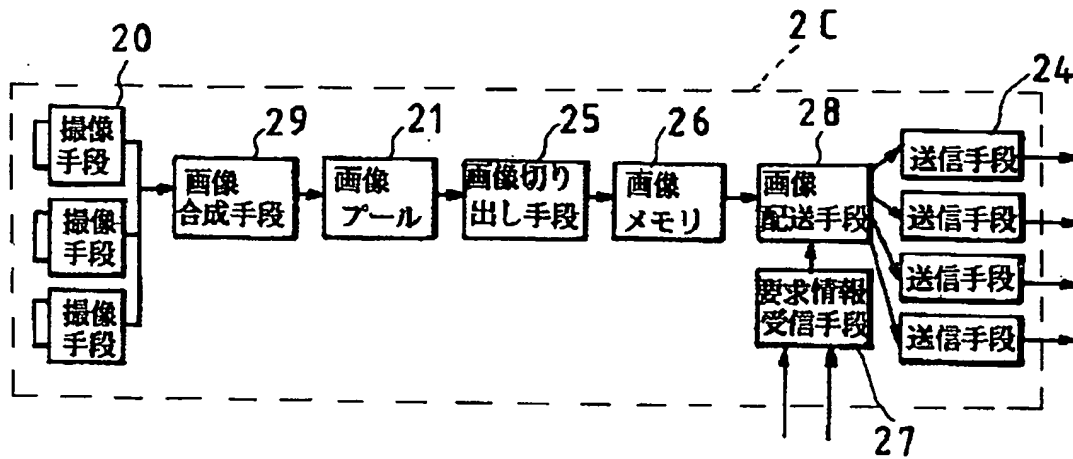 2C
20
24
29
21
25
26
28
撮像
手段
撮像
手段
撮像
手段
画像
合成手段
画像
プール
画像切り
出し手段
画像
メモリ
画像
配送手段
要求情報
受信手段
送信手段
送信手段
送信手段
送信手段
27